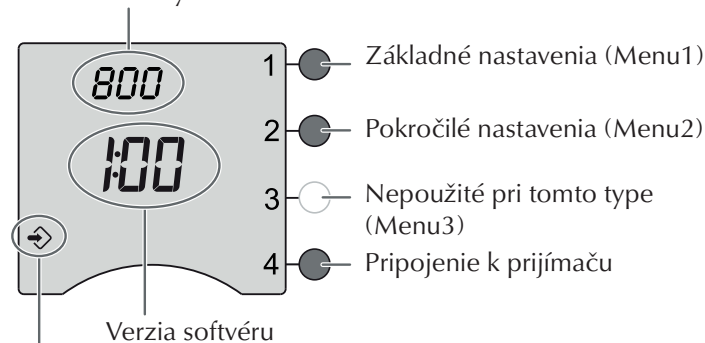 800
1:00
1 Základné nastavenia (Menu1)
2 Pokročilé nastavenia (Menu2)
3 Nepoužité pri tomto type
(Menu3)
4 Pripojenie k prijímaču
Verzia softvéru